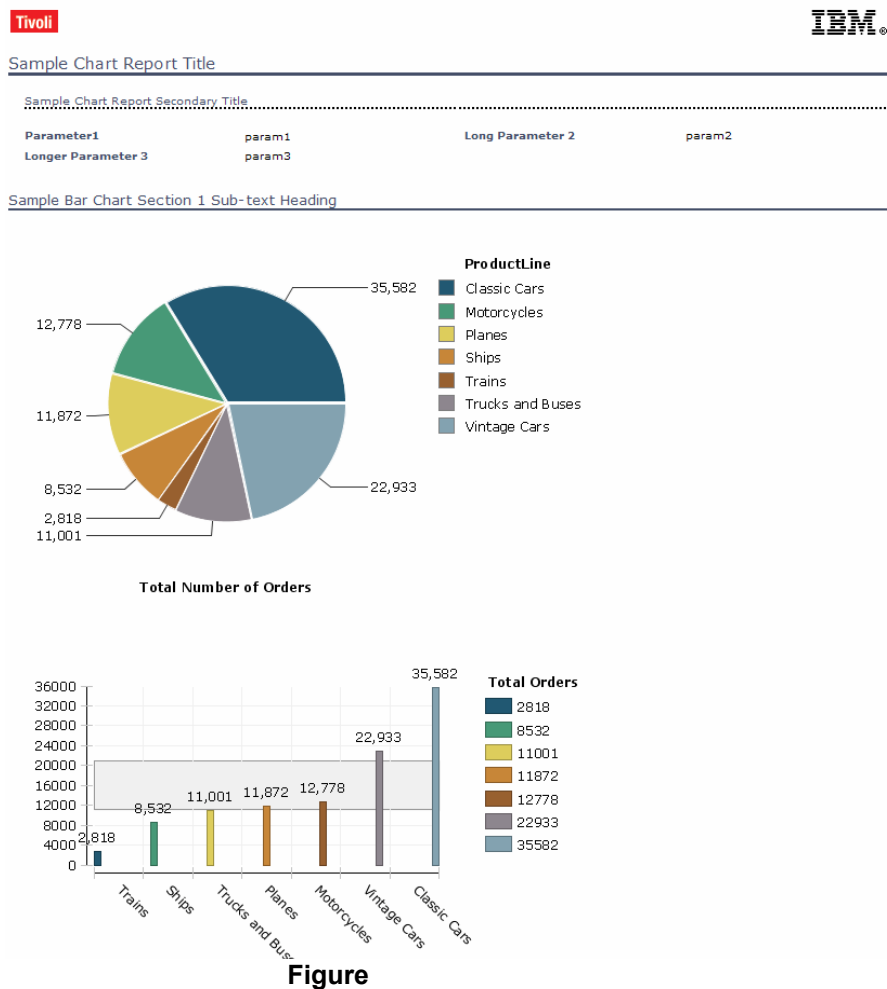 Tivoli
IBM®
Sample Chart Report Title
Sample Chart Report Secondary Title
Parameter1 param1 Long Parameter 2 param2
Longer Parameter 3 param3
Sample Bar Chart Section 1 Sub-text Heading
ProductLine
Classic Cars
Motorcycles
Planes
Ships
Trains
Trucks and Buses
Vintage Cars
35,582
12,778
11,872
8,532
2,818
11,001
22,933
Total Number of Orders
36000
32000
28000
24000
20000
16000
12000
8000
4000
0
2,818
8,532
11,001
11,872
12,778
22,933
35,582
Trains
Ships
Trucks and Buses
Planes
Motorcycles
Vintage Cars
Classic Cars
Total Orders
2818
8532
11001
11872
12778
22933
35582
Figure